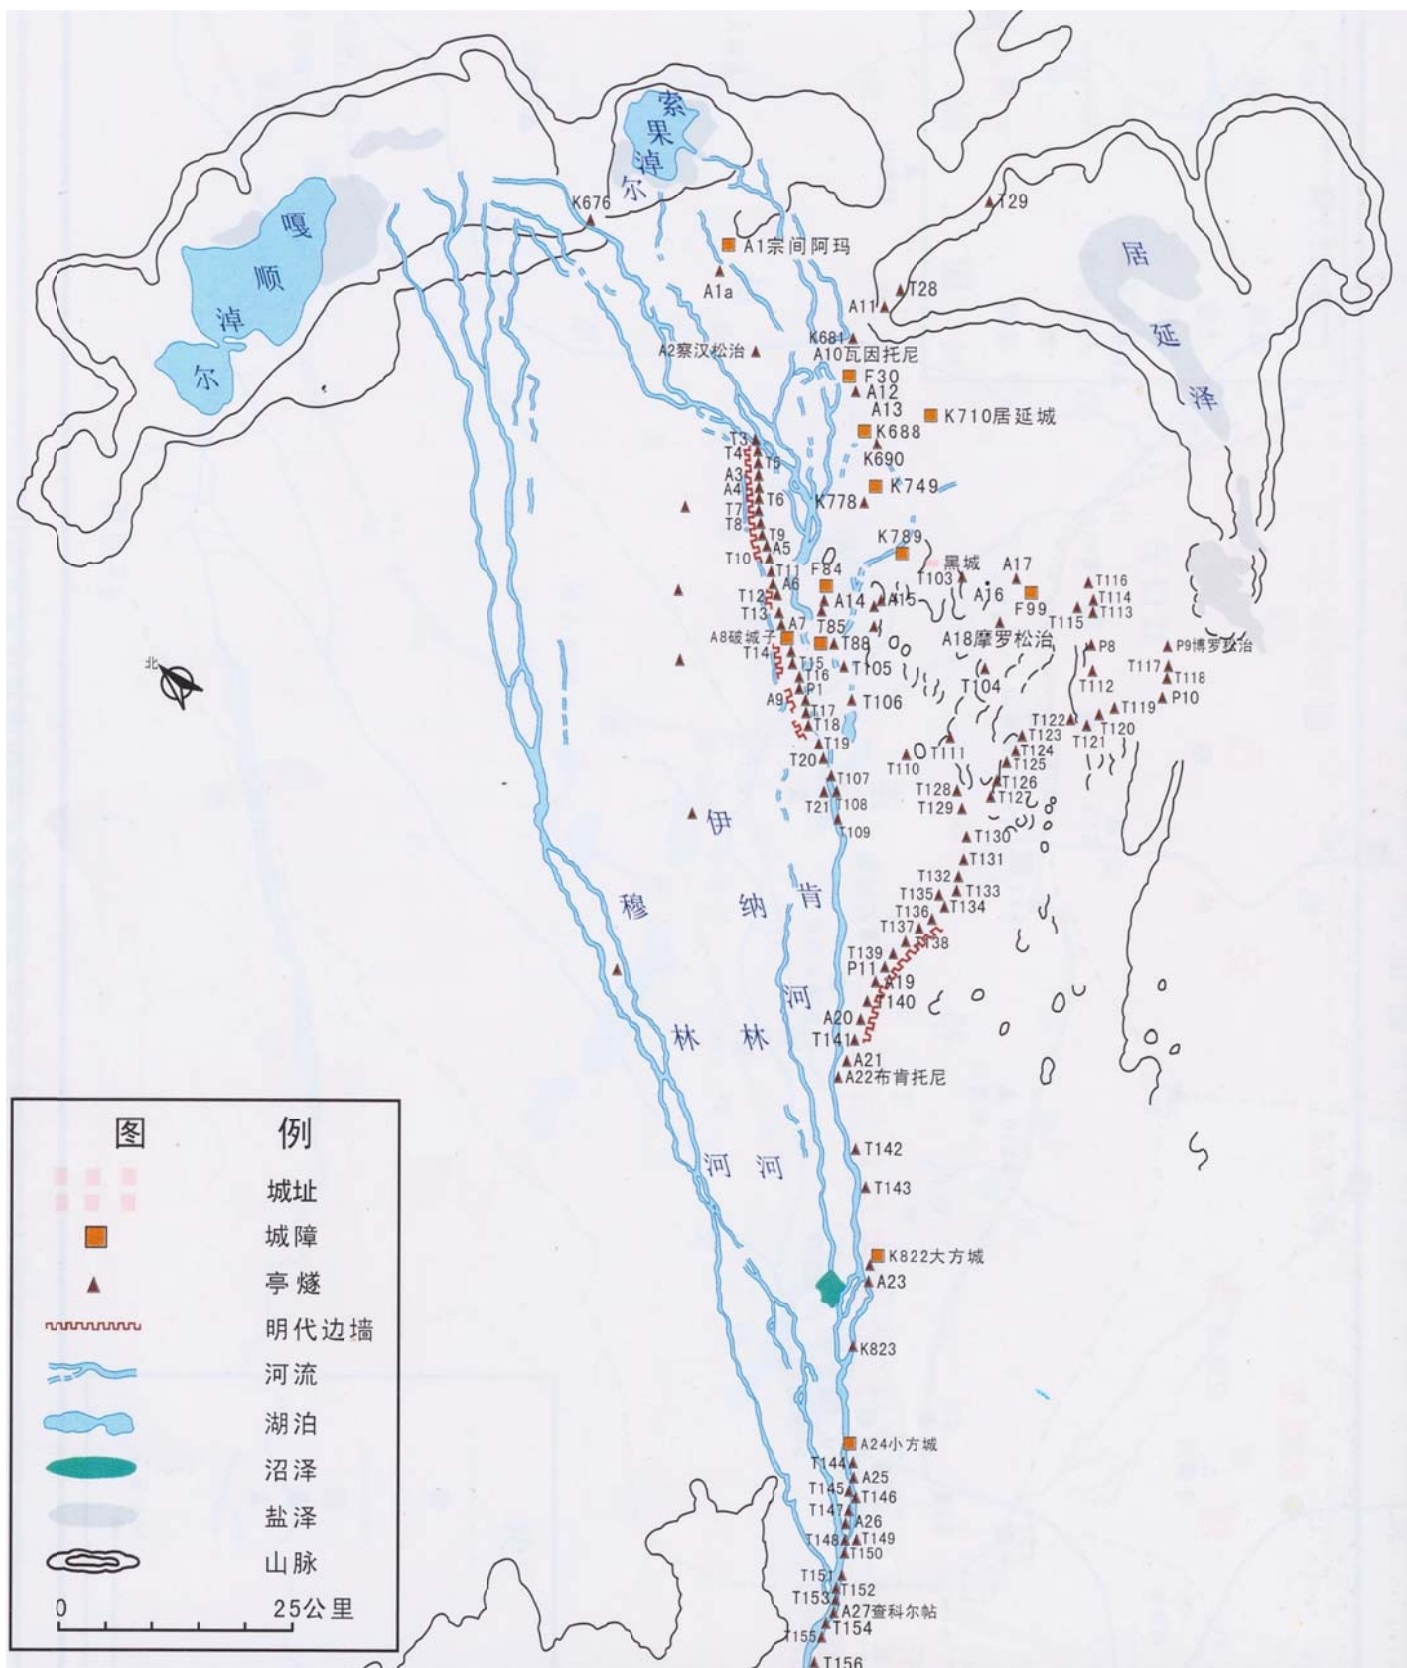 索果淖尔
嘎顺淖尔
居延泽
K676
T29
A1宗间阿玛
A1a
T28
A11
K681
A2察汉松治
A10瓦因托尼
F30
A12
A13
K710居延城
K688
K690
T3
T4
T5
A3
A4
T6
K749
K778
T7
T8
T9
A5
K789
T10
T11
A6
F84
黑城
T103
A17
A16
F99
T116
T114
T113
T115
T12
T13
A14
A15
A7
T85
A8破城子
T88
A18摩罗松治
P8
P9博罗松治
T14
T15
T105
T104
T112
T117
T118
T16
P1
P10
A9
T17
T106
T18
T119
T120
T122
T121
T123
T19
T111
T124
T20
T110
T125
T107
T126
T128
T127
T21
T108
T129
T109
T130
T131
T132
T133
T135
T134
T136
T137
T138
T139
P11
A19
T140
A20
T141
A21
A22布肯托尼
穆林河
伊肯河
纳林河
北
T142
T143
K822大方城
A23
K823
A24小方城
T144
A25
T145
T146
T147
A26
T148
T149
T150
T151
T152
T153
A27查科尔帖
T154
T155
T156
图例
城址
城障
亭燧
明代边墙
河流
湖泊
沼泽
盐泽
山脉
0 25公里